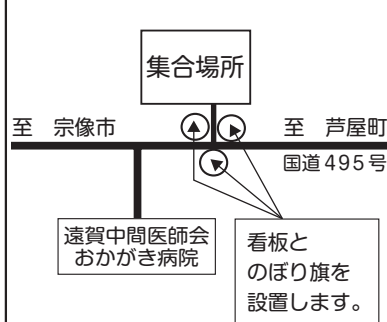 集合場所
至 宗像市
至 芦屋町
国道495号
遠賀中間医師会
おかがき病院
看板と
のぼり旗を
設置します。